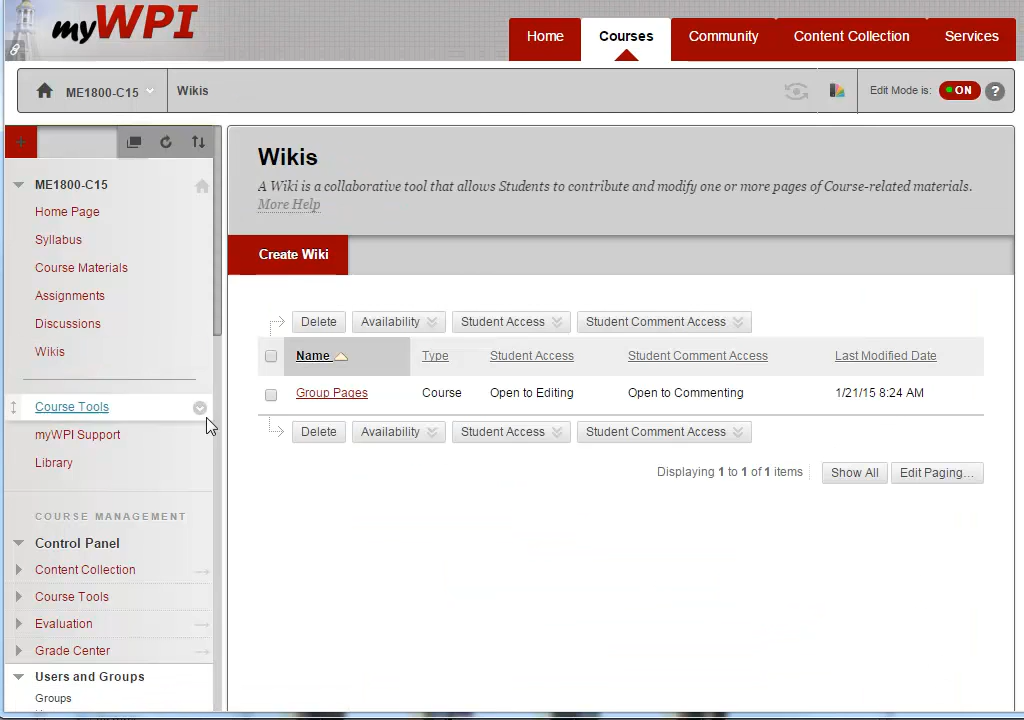 myWPI
Home
Courses
Community
Content Collection
Services
ME1800-C15
Wikis
Edit Mode is:
ON
?
ME1800-C15
Home Page
Syllabus
Course Materials
Assignments
Discussions
Wikis
Course Tools
myWPI Support
Library
COURSE MANAGEMENT
Control Panel
Content Collection
Course Tools
Evaluation
Grade Center
Users and Groups
Groups
Wikis
A Wiki is a collaborative tool that allows Students to contribute and modify one or more pages of Course-related materials.
More Help
Create Wiki
Delete Availability Student Access Student Comment Access
Name Type Student Access Student Comment Access Last Modified Date
Group Pages Course Open to Editing Open to Commenting 1/21/15 8:24 AM
Delete Availability Student Access Student Comment Access
Displaying 1 to 1 of 1 items Show All Edit Paging...